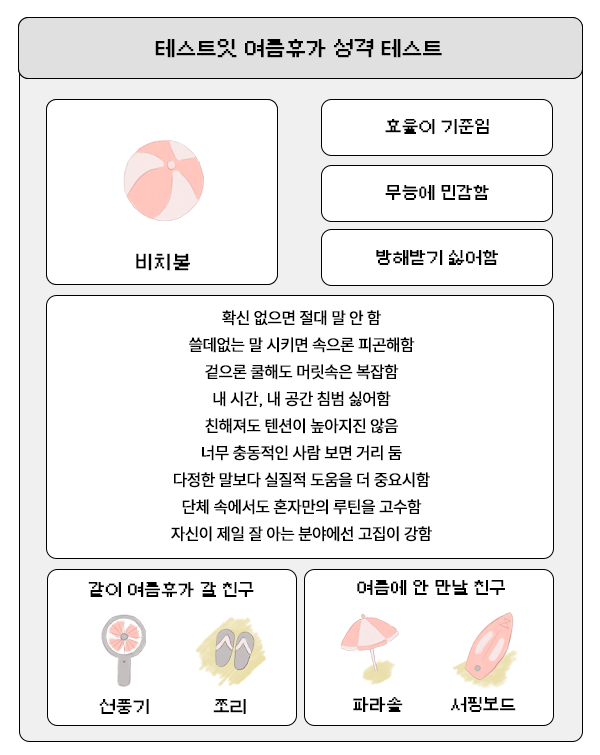 테스트잇 여름휴가 성격 테스트
비치볼
효율이 기준임
무능에 민감함
방해받기 싫어함
확신 없으면 절대 말 안 함
쓸데없는 말 시키면 속으론 피곤해함
겉으론 쿨해도 머릿속은 복잡함
내 시간, 내 공간 침범 싫어함
친해져도 텐션이 높아지진 않음
너무 충동적인 사람 보면 거리 둠
다정한 말보다 실질적 도움을 더 중요시함
단체 속에서도 혼자만의 루틴을 고수함
자신이 제일 잘 아는 분야에선 고집이 강함
같이 여름휴가 갈 친구
선풍기
쪼리
여름에 안 만날 친구
파라솔
서핑보드